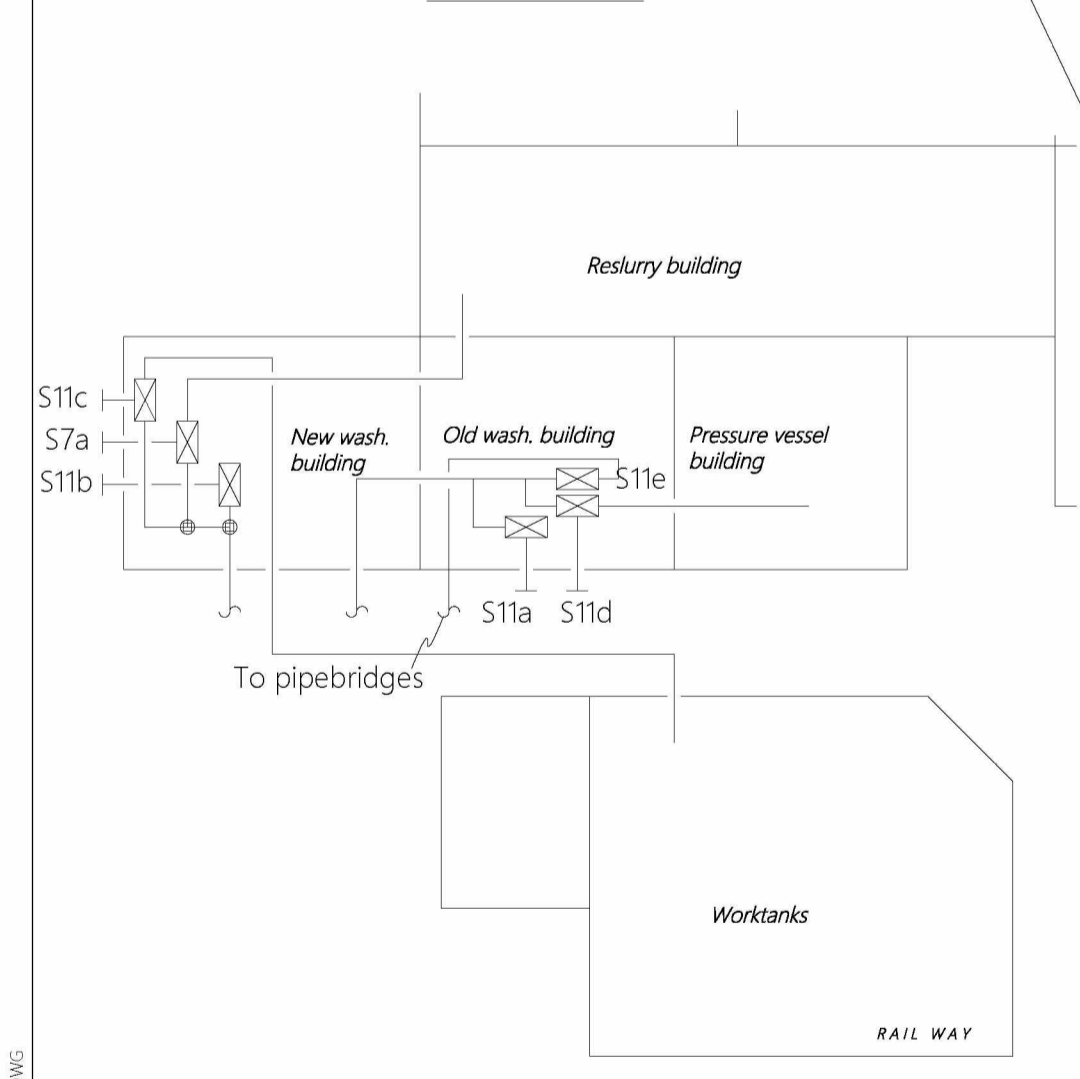 Reslurry building
S11c
S7a
S11b
New wash.
building
Old wash. building
Pressure vessel
building
S11e
S11a
S11d
To pipebridges
Worktanks
RAIL WAY
WG